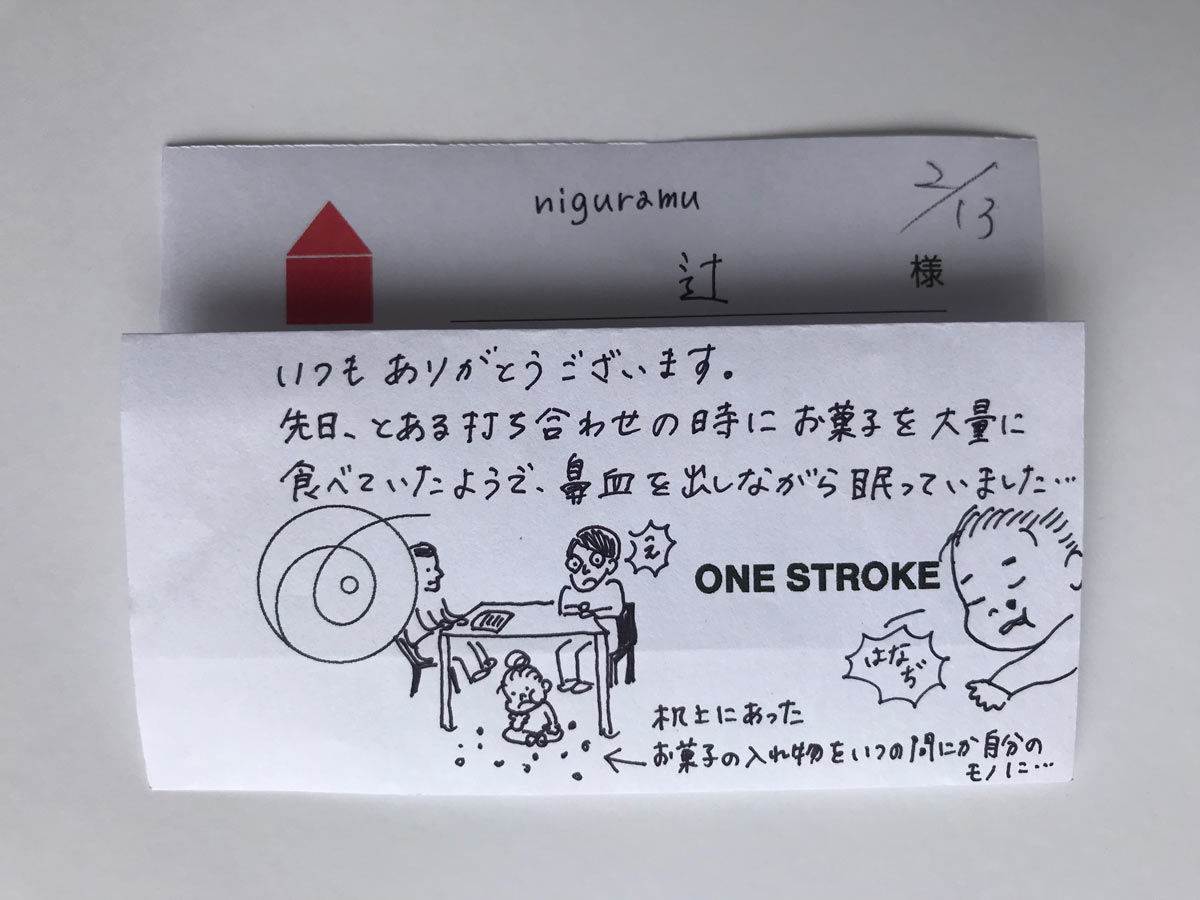 niguramu
2/13
辻 様
いつもありがとうございます。
先日、とある打ち合わせの時にお菓子を大量に
食べていたようで、鼻血を出しながら眠っていました…
え
ONE STROKE
はなぢ
机上にあった
←お菓子の入れ物をいつの間にか自分の
モノに…